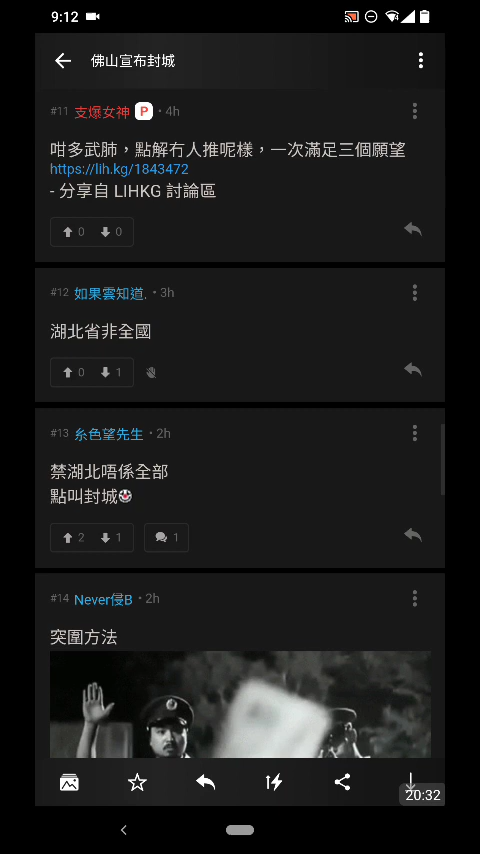 9:12
佛山宣布封城
#11 支爆女神 P • 4h
咁多武肺，點解冇人推呢樣，一次滿足三個願望
https://lih.kg/1843472
- 分享自 LIHKG 討論區
0 0
#12 如果雲知道. • 3h
湖北省非全國
0 1
#13 糸色望先生 • 2h
禁湖北唔係全部
點叫封城🤡
2 1 1
#14 Never侵B • 2h
突圍方法
20:32